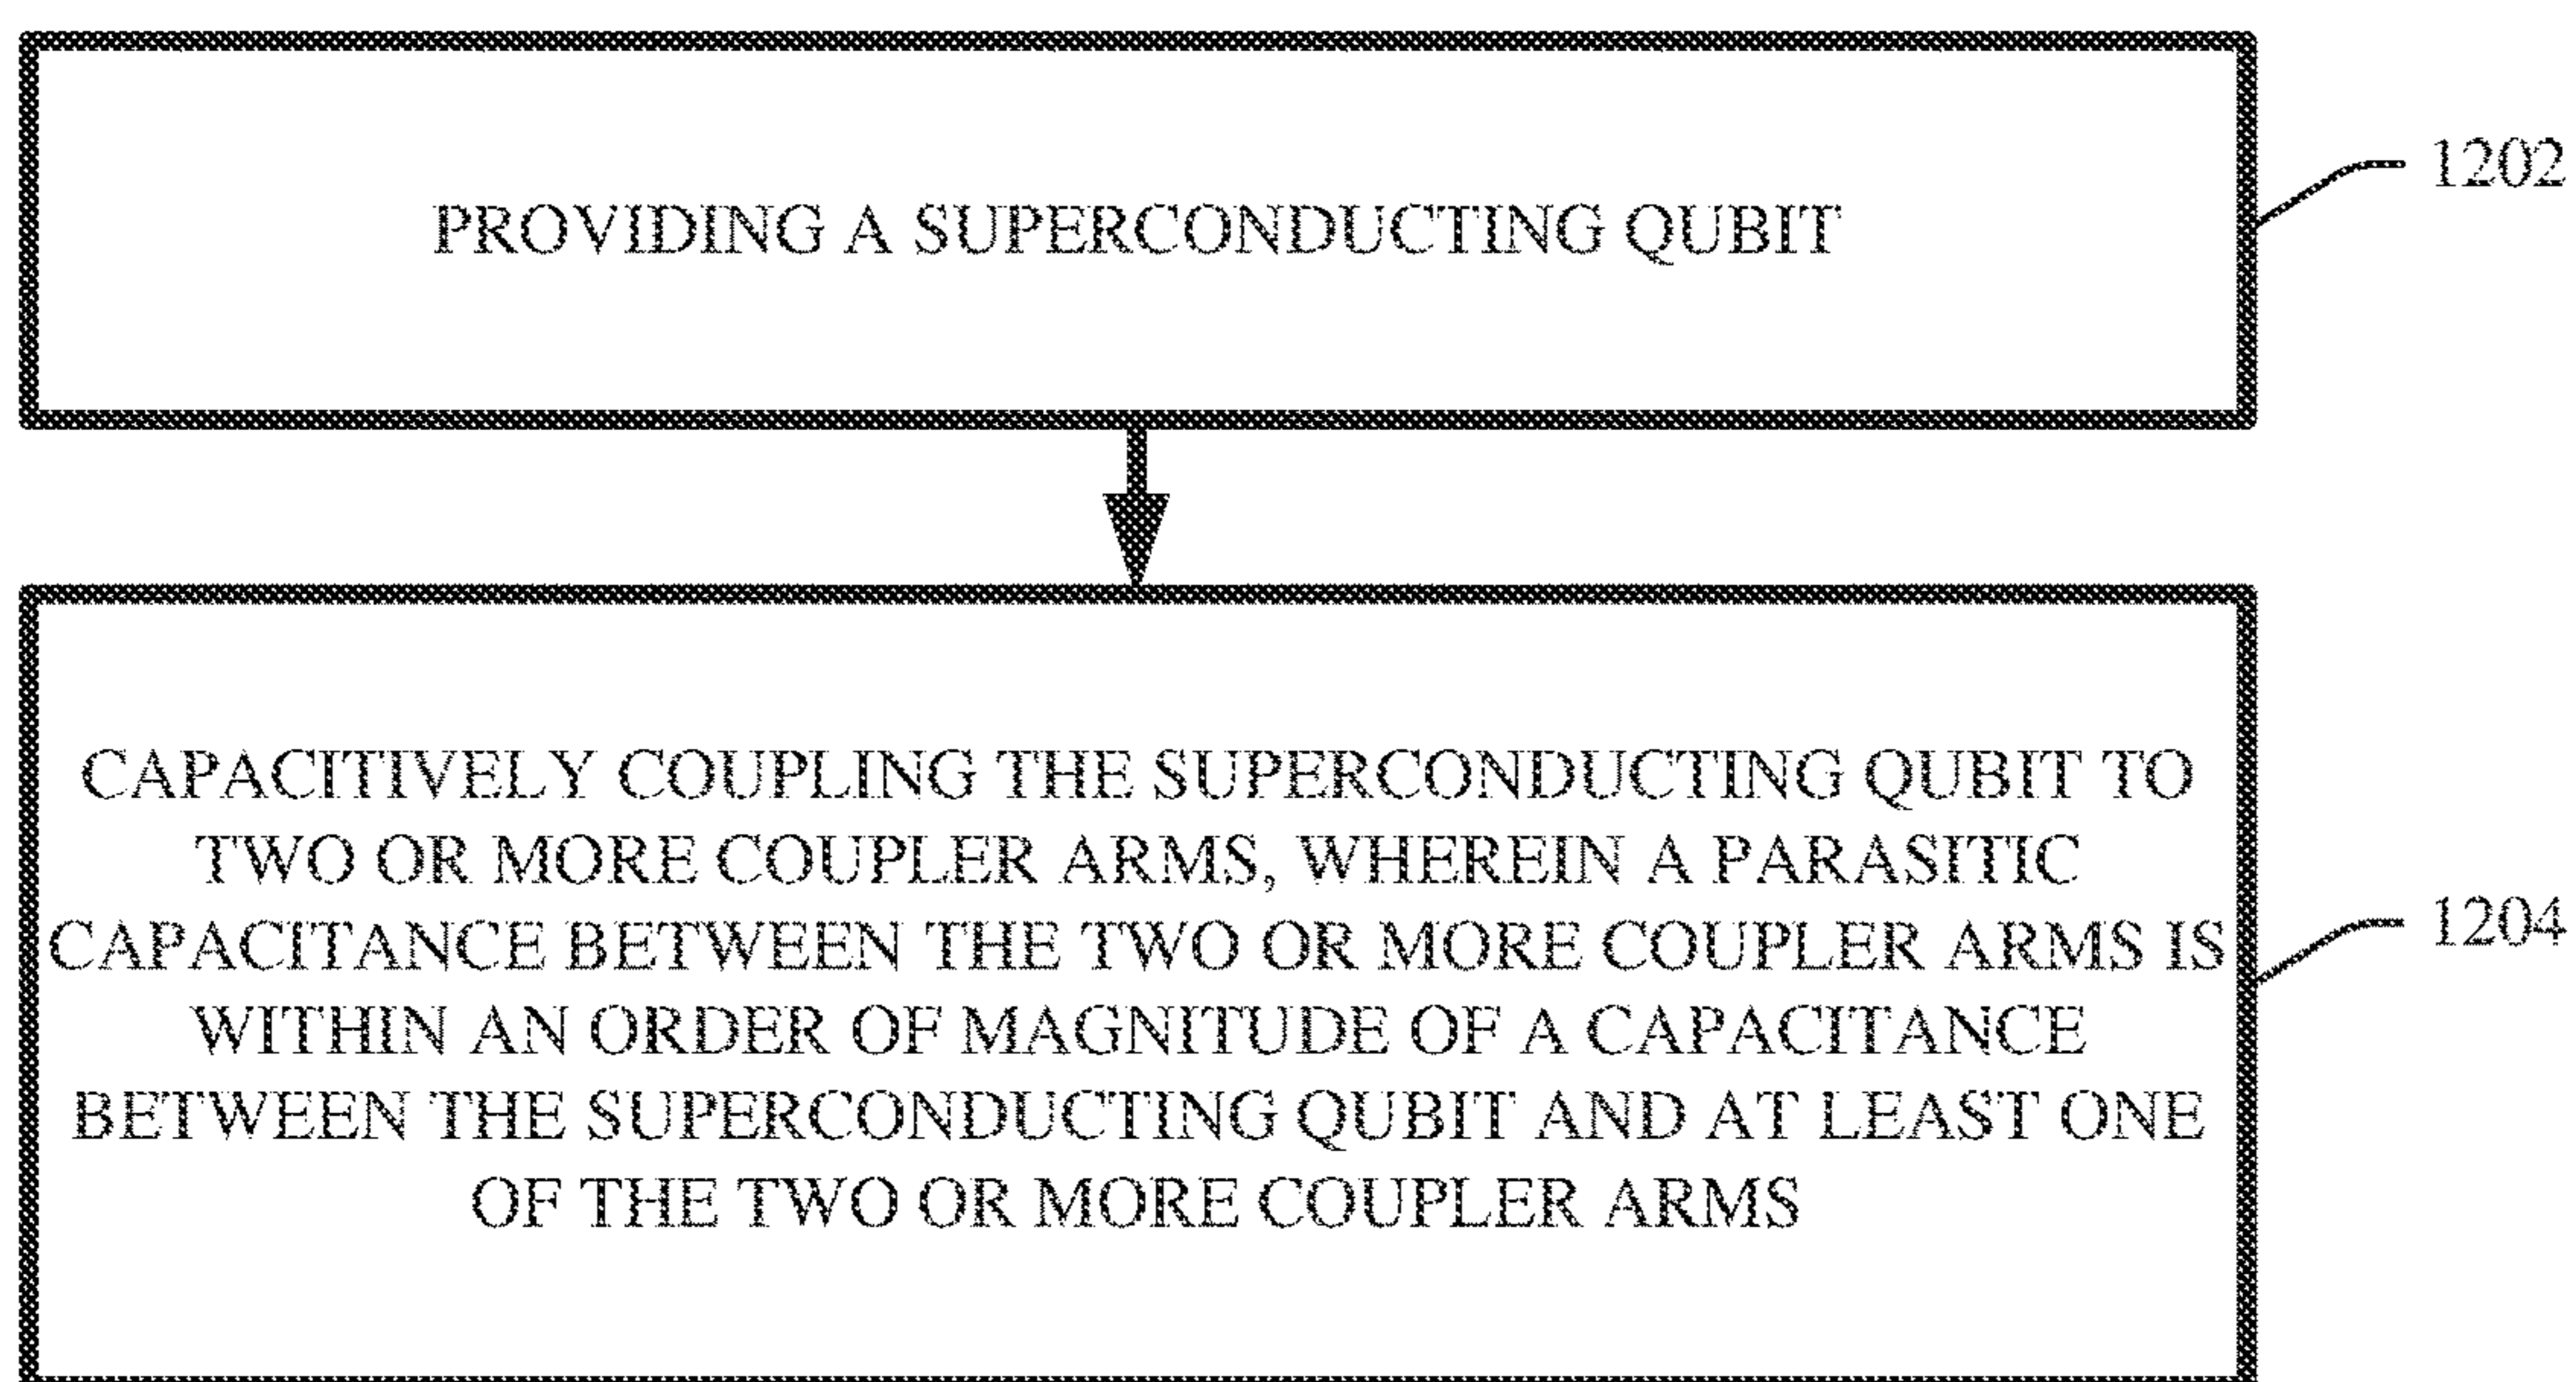 PROVIDING A SUPERCONDUCTING QUBIT
1202
CAPACITIVELY COUPLING THE SUPERCONDUCTING QUBIT TO
TWO OR MORE COUPLER ARMS, WHEREIN A PARASITIC
CAPACITANCE BETWEEN THE TWO OR MORE COUPLER ARMS IS
WITHIN AN ORDER OF MAGNITUDE OF A CAPACITANCE
BETWEEN THE SUPERCONDUCTING QUBIT AND AT LEAST ONE
OF THE TWO OR MORE COUPLER ARMS
1204